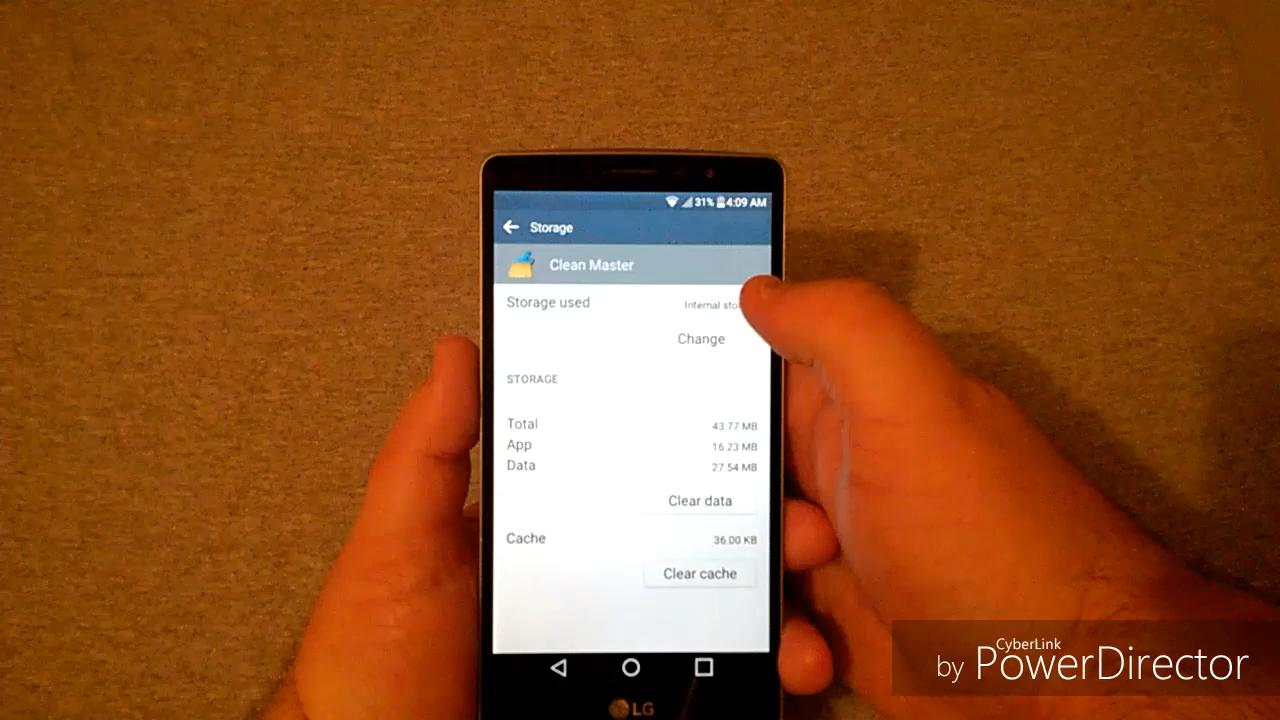 31% 4:09 AM
Storage
Clean Master
Storage used Internal
Change
STORAGE
Total 43.77 MB
App 16.23 MB
Data 27.54 MB
Clear data
Cache 36.00 KB
Clear cache
LG
CyberLink
by PowerDirector